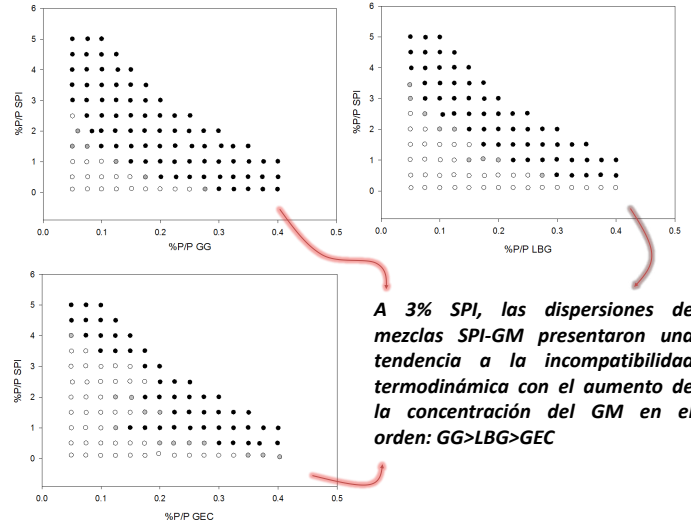 6
5
4
3
2
1
0
%P/P SPI
0.0 0.1 0.2 0.3 0.4 0.5
%P/P GG
6
5
4
3
2
1
0
%P/P SPI
0.0 0.1 0.2 0.3 0.4 0.5
%P/P LBG
6
5
4
3
2
1
0
%P/P SPI
0.0 0.1 0.2 0.3 0.4 0.5
%P/P GEC
A 3% SPI, las dispersiones de
mezclas SPI-GM presentaron una
tendencia a la incompatibilidad
termodinámica con el aumento de
la concentración del GM en el
orden: GG>LBG>GEC